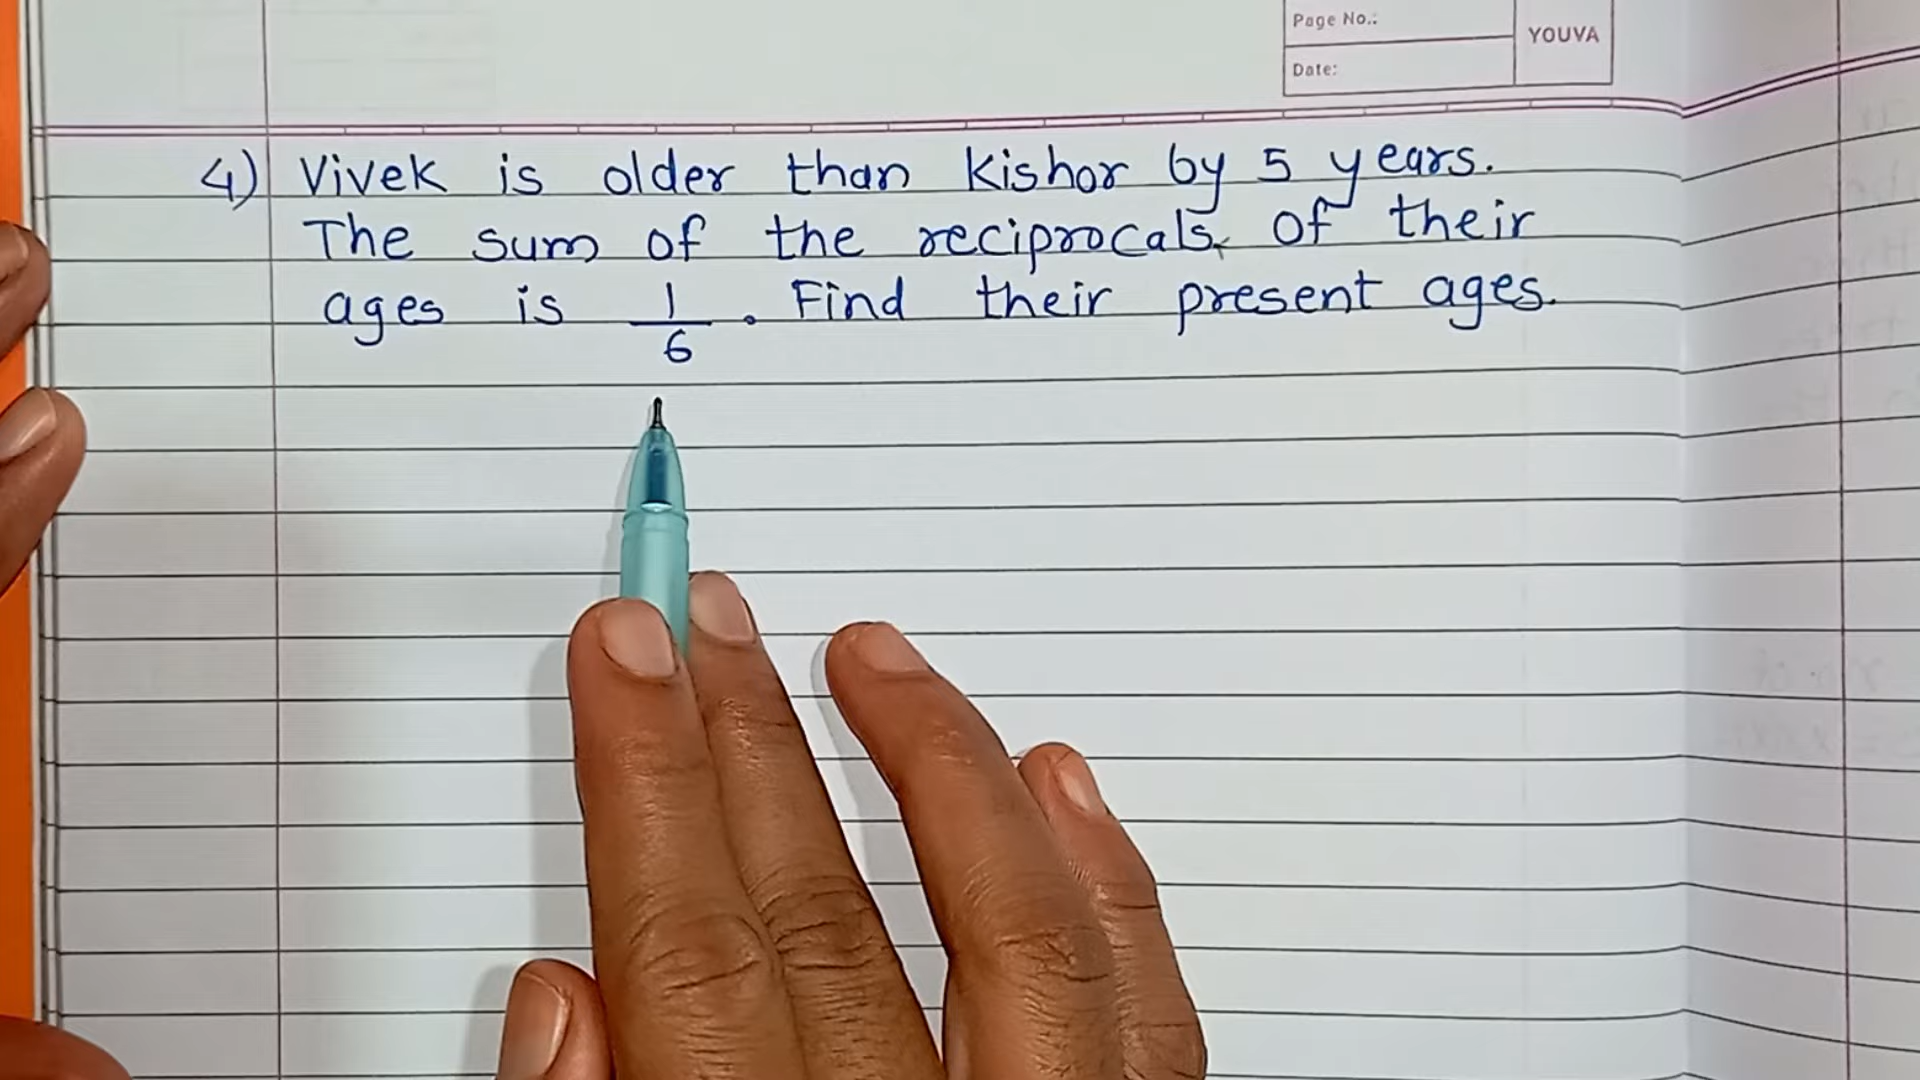 Page No.:
YOUVA
Date:
4) Vivek is older than Kishor by 5 years.
The sum of the reciprocals of their
ages is 1/6. Find their present ages.